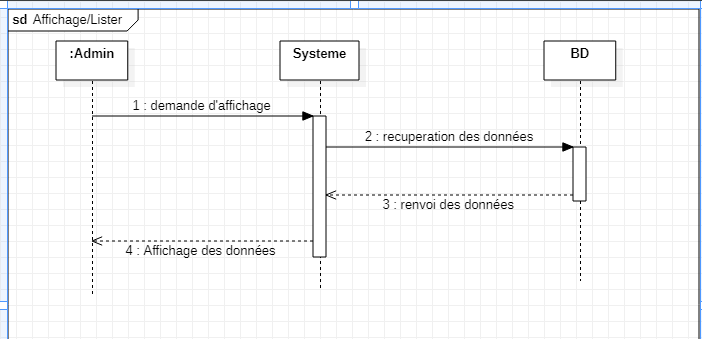 sd Affichage/Lister
:Admin
Systeme
BD
1 : demande d'affichage
2 : recuperation des données
3 : renvoi des données
4 : Affichage des données